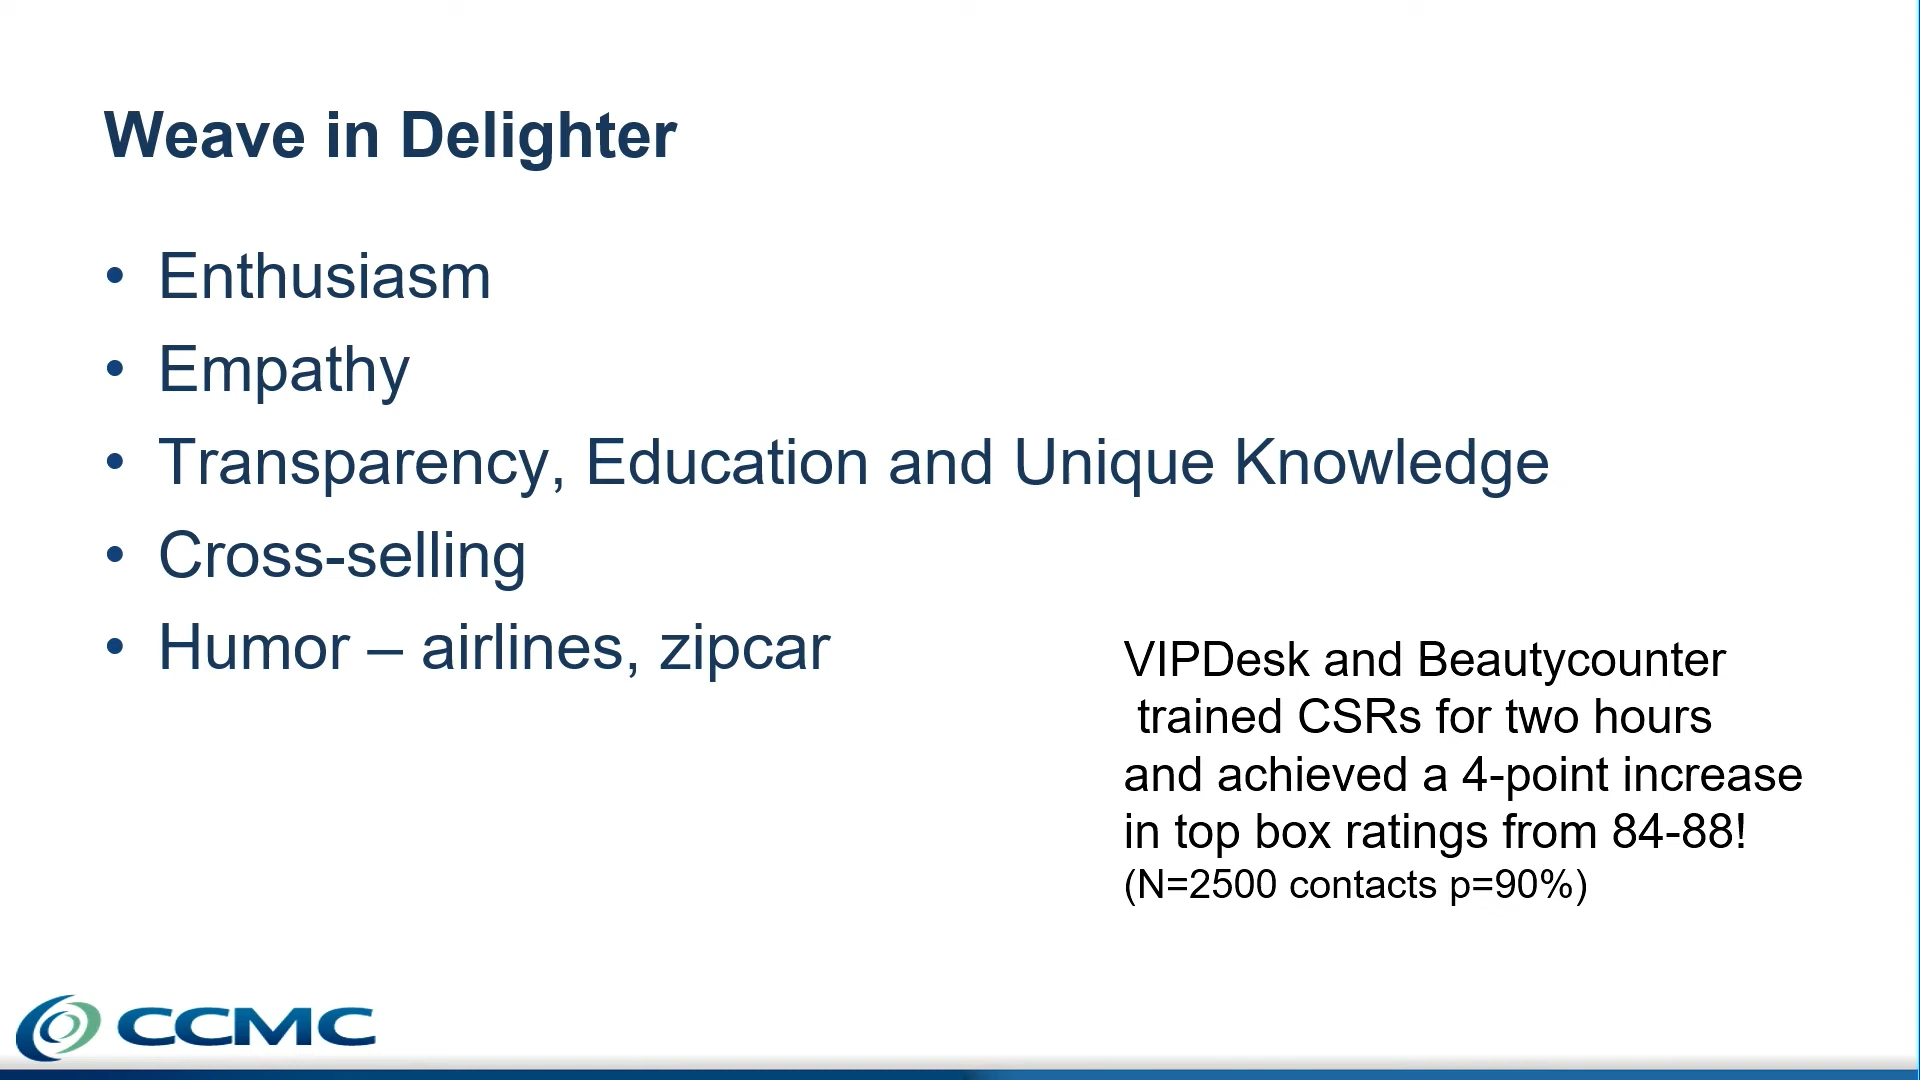 Weave in Delighter
• Enthusiasm
• Empathy
• Transparency, Education and Unique Knowledge
• Cross-selling
• Humor – airlines, zipcar
VIPDesk and Beautycounter
trained CSRs for two hours
and achieved a 4-point increase
in top box ratings from 84-88!
(N=2500 contacts p=90%)
CCMC